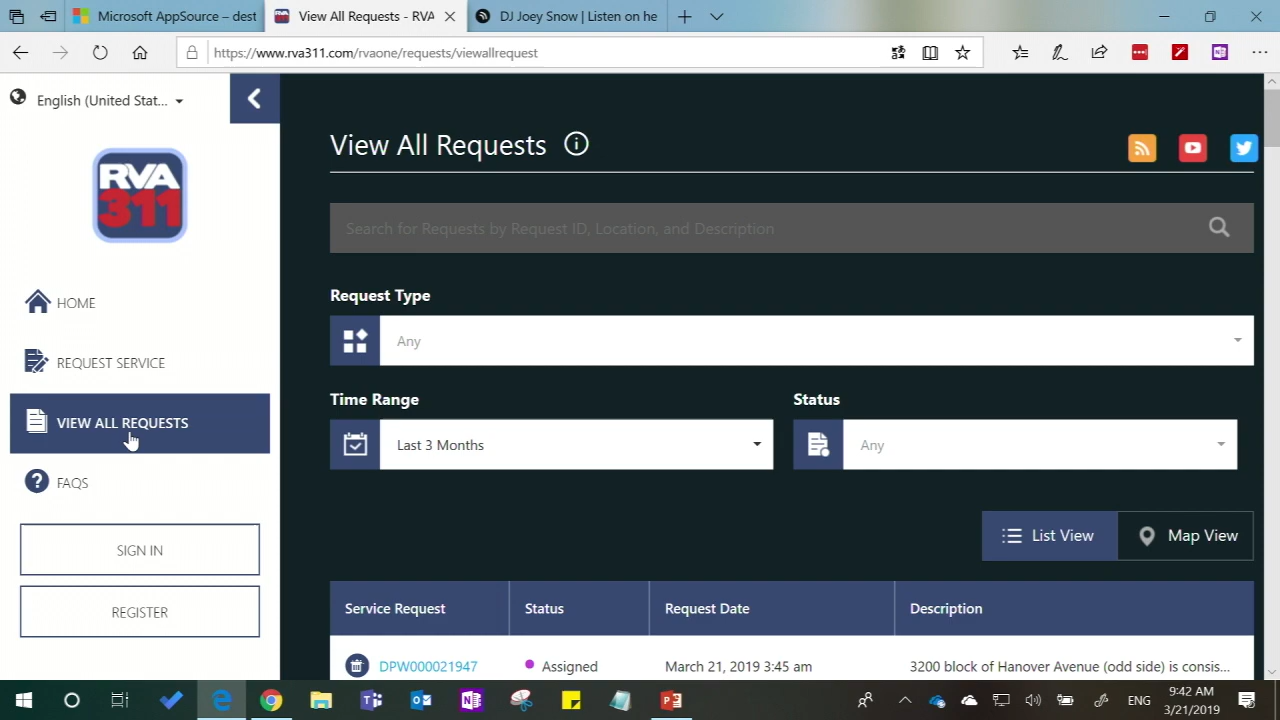 Microsoft AppSource – dest
View All Requests - RVA
DJ Joey Snow | Listen on he
https://www.rva311.com/rvaone/requests/viewallrequest
English (United Stat...
RVA
311
HOME
REQUEST SERVICE
VIEW ALL REQUESTS
FAQS
SIGN IN
REGISTER
View All Requests
Search for Requests by Request ID, Location, and Description
Request Type
Any
Time Range
Status
Last 3 Months
Any
List View
Map View
Service Request
Status
Request Date
Description
DPW000021947
Assigned
March 21, 2019 3:45 am
3200 block of Hanover Avenue (odd side) is consis...
ENG
9:42 AM
3/21/2019